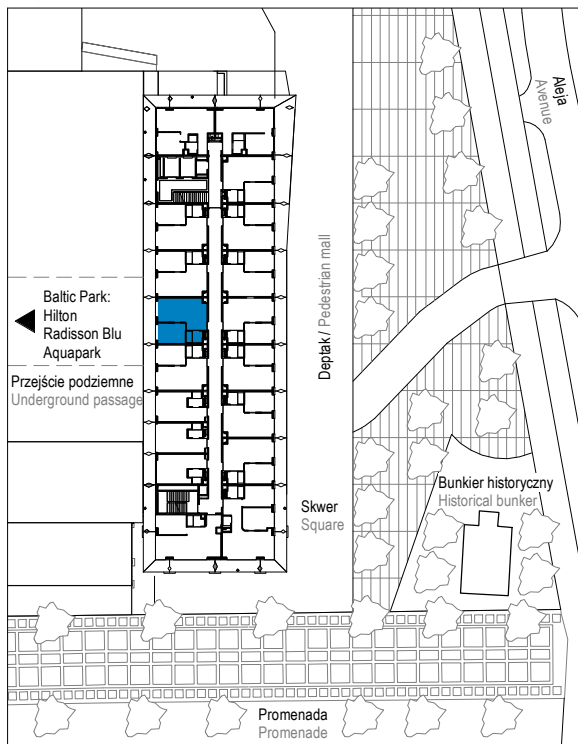 Aleja
Avenue
Baltic Park:
Hilton
Radisson Blu
Aquapark
Przejście podziemne
Underground passage
Deptak / Pedestrian mall
Bunkier historyczny
Historical bunker
Skwer
Square
Promenada
Promenade